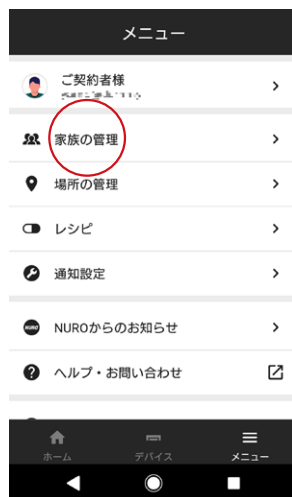 メニュー
ご契約者様
家族の管理
場所の管理
レシピ
通知設定
NURO
NUROからのお知らせ
?
ヘルプ・お問い合わせ
ホーム
デバイス
メニュー